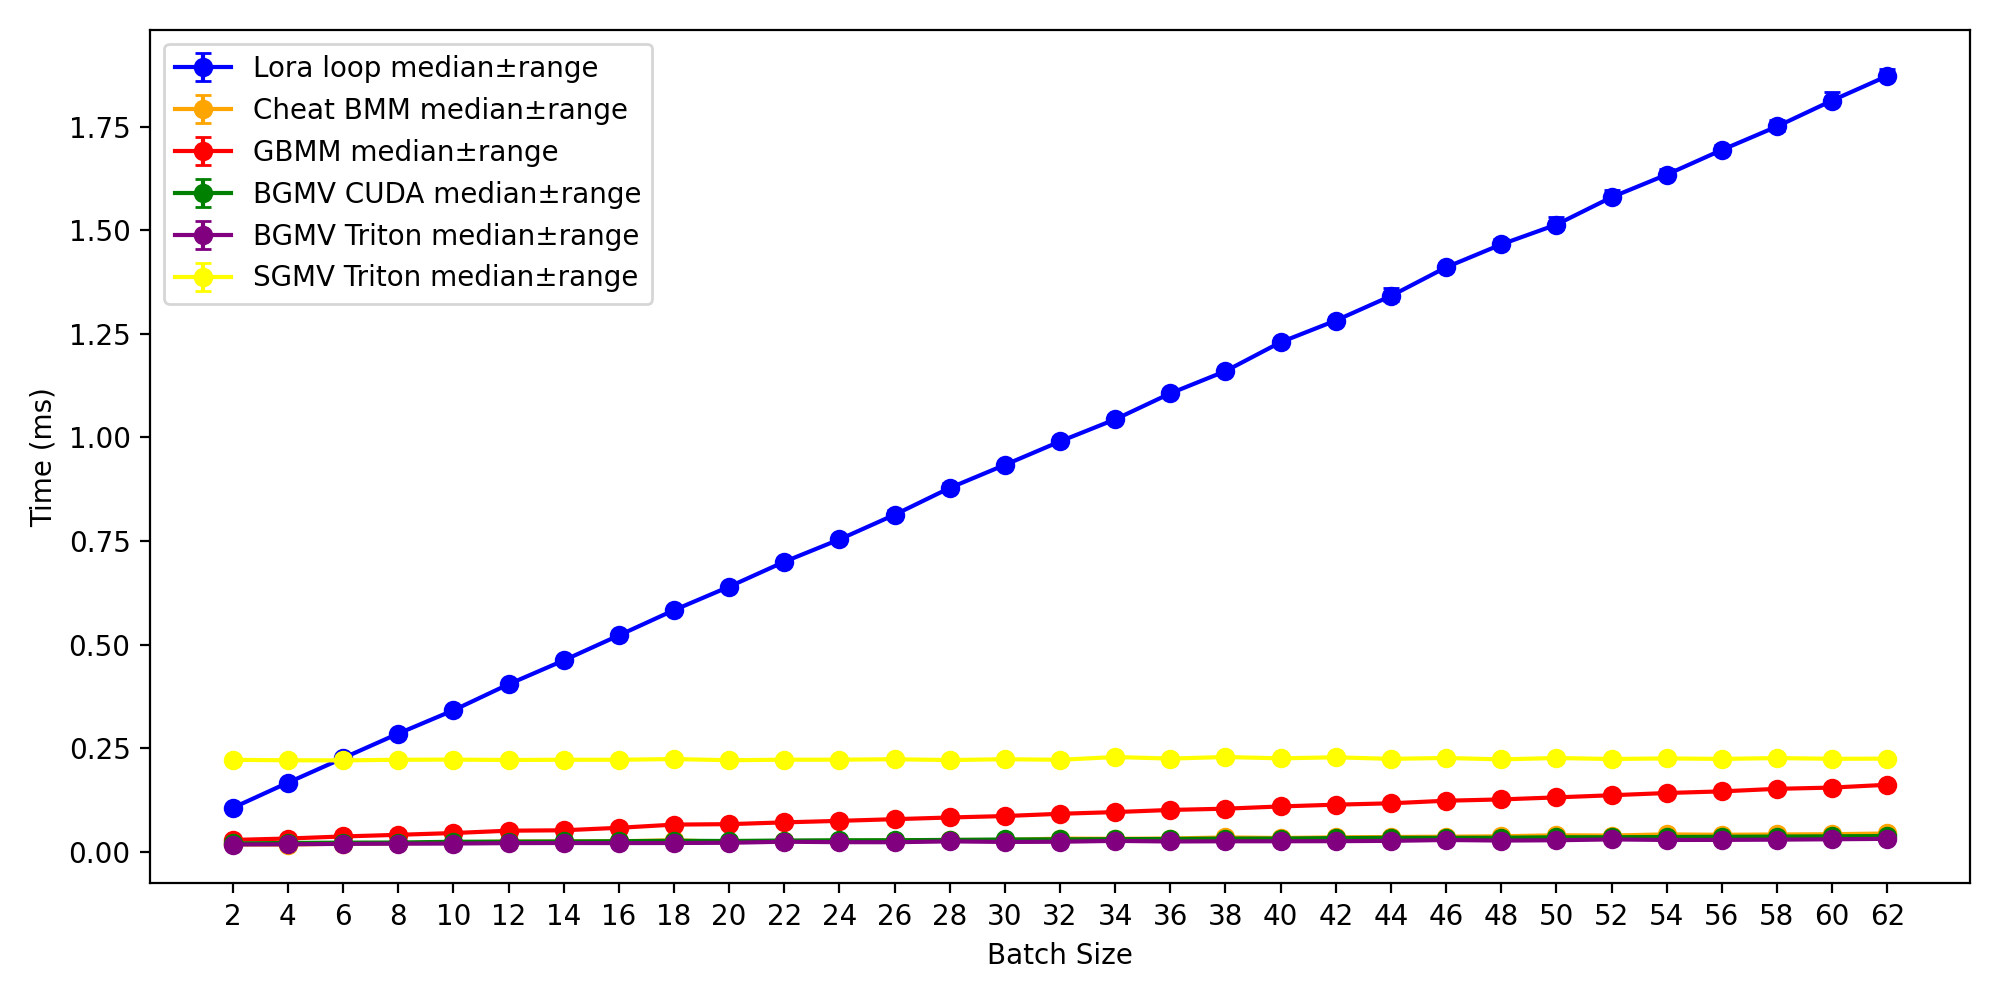 Lora loop median±range
Cheat BMM median±range
GBMM median±range
BGMV CUDA median±range
BGMV Triton median±range
SGMV Triton median±range
Time (ms)
1.75
1.50
1.25
1.00
0.75
0.50
0.25
0.00
2 4 6 8 10 12 14 16 18 20 22 24 26 28 30 32 34 36 38 40 42 44 46 48 50 52 54 56 58 60 62
Batch Size